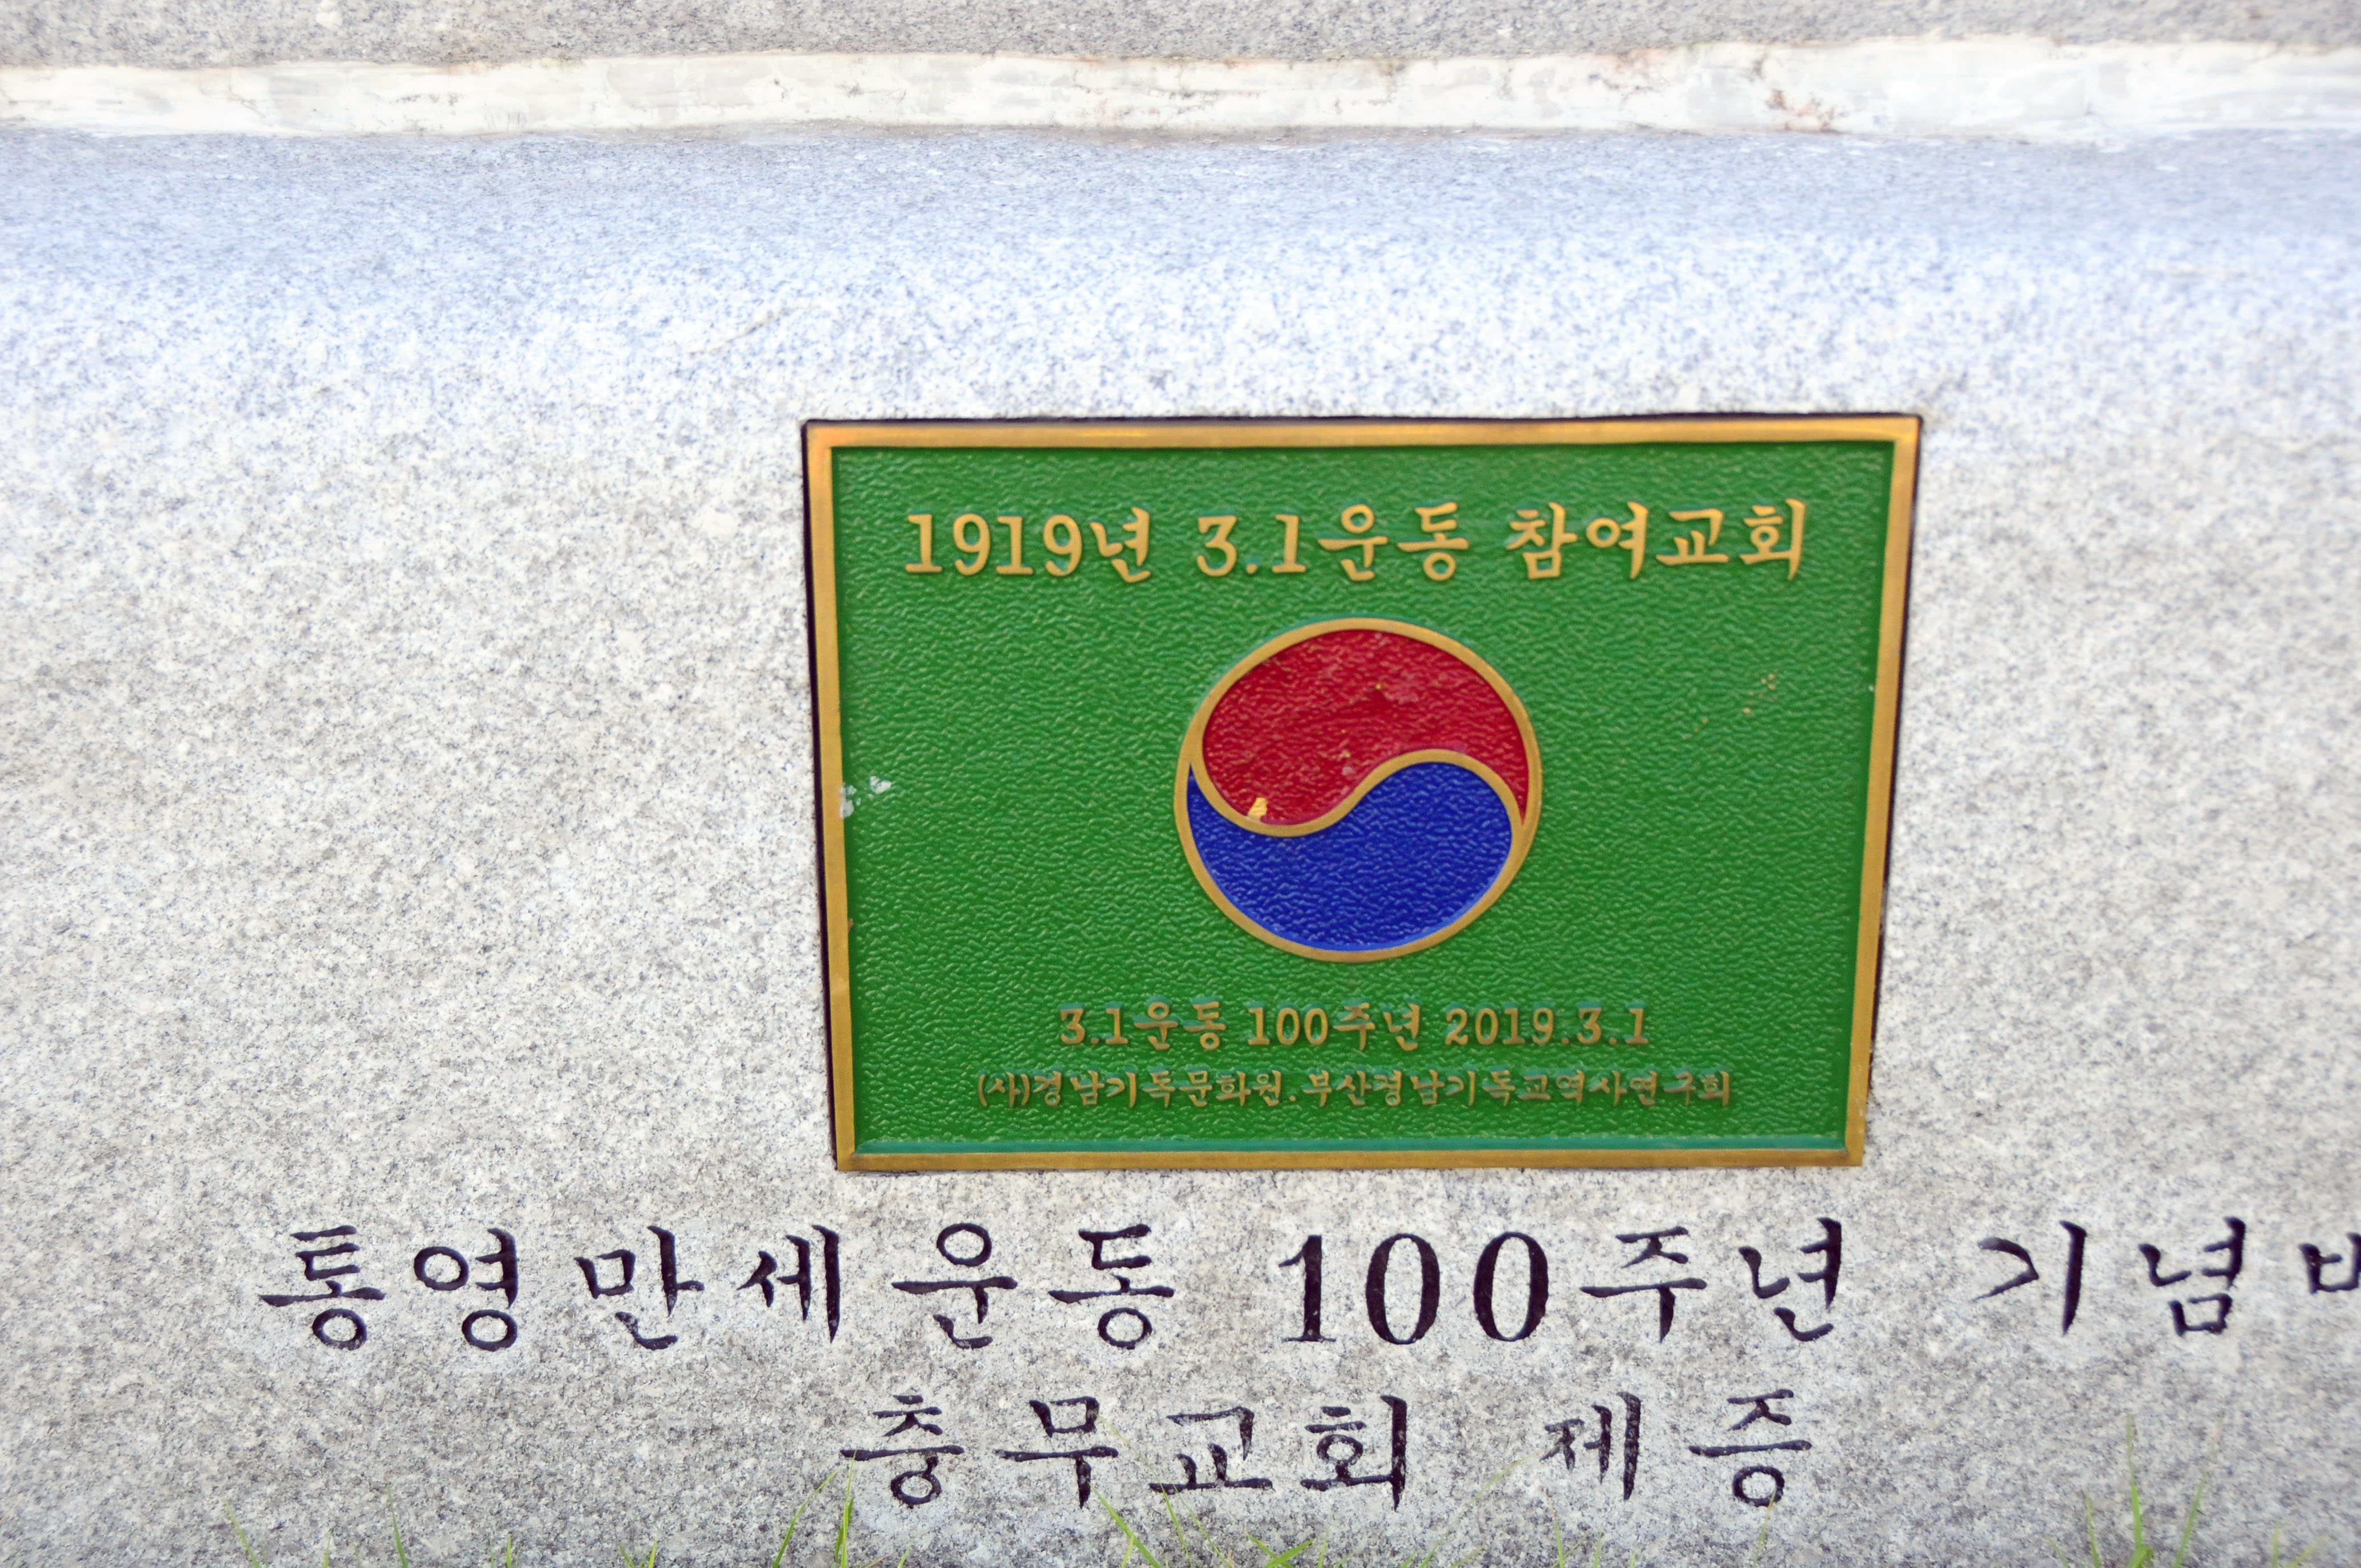 1919년 3.1운동 참여교회
3.1운동 100주년 2019.3.1
(사)경남기독문화원.부산경남기독교역사연구회
통영만세운동 100주년 기념
충무교회 제증